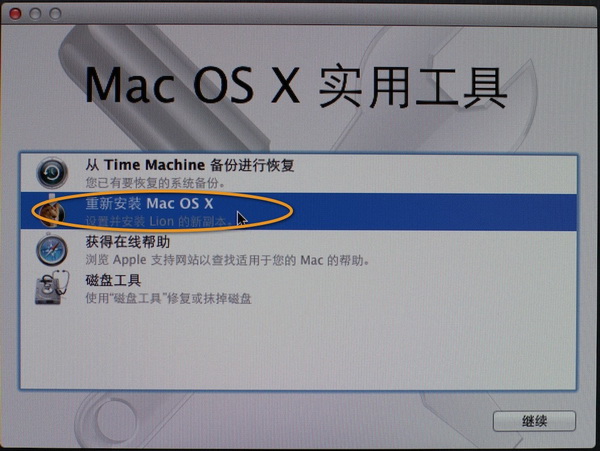 Mac OS X 实用工具
从 Time Machine 备份进行恢复
您已有要恢复的系统备份。
重新安装 Mac OS X
设置并安装 Lion 的新副本。
获得在线帮助
浏览 Apple 支持网站以查找适用于您的 Mac 的帮助。
磁盘工具
使用“磁盘工具”修复或抹掉磁盘
继续